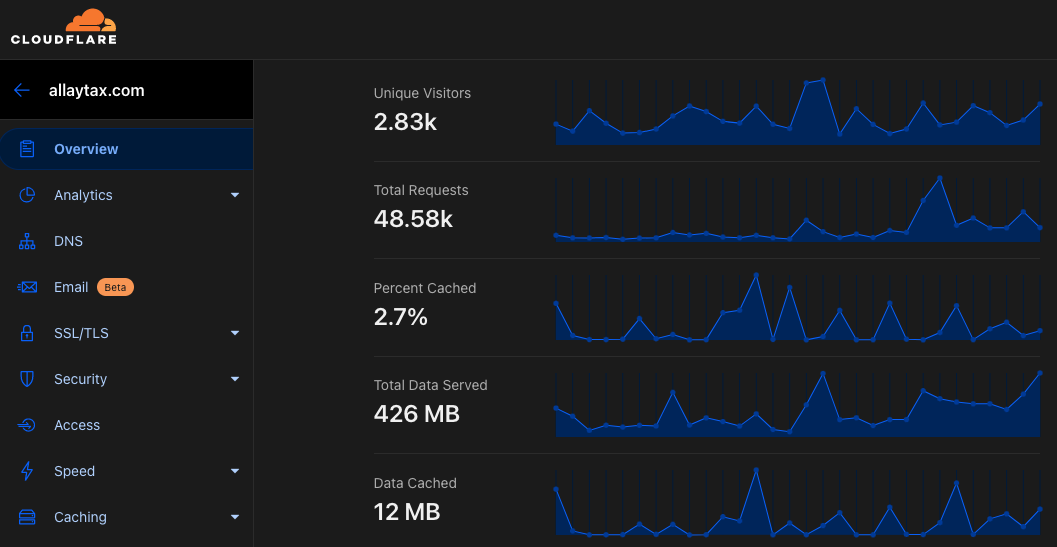 CLOUDFLARE
allaytax.com
Overview
Analytics
DNS
Email Beta
SSL/TLS
Security
Access
Speed
Caching
Unique Visitors
2.83k
Total Requests
48.58k
Percent Cached
2.7%
Total Data Served
426 MB
Data Cached
12 MB